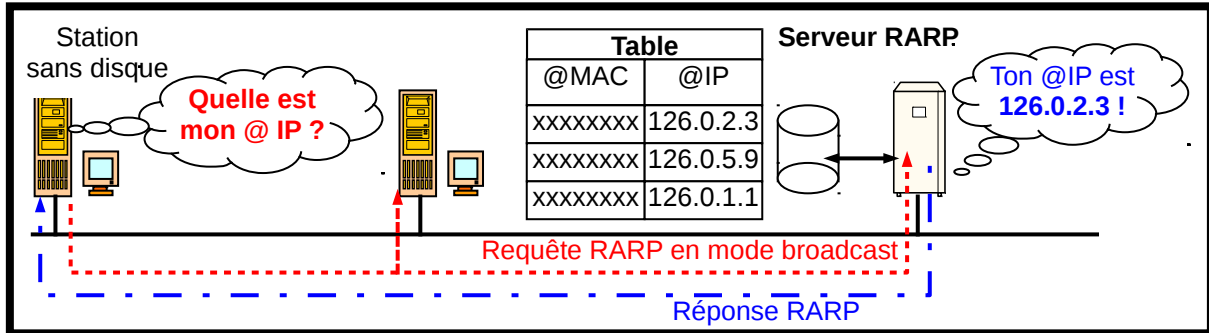 Station
sans disque
Quelle est
mon @ IP ?
Table
@MAC @IP
xxxxxxxx 126.0.2.3
xxxxxxxx 126.0.5.9
xxxxxxxx 126.0.1.1
Serveur RARP
Ton @IP est
126.0.2.3 !
Requête RARP en mode broadcast
Réponse RARP